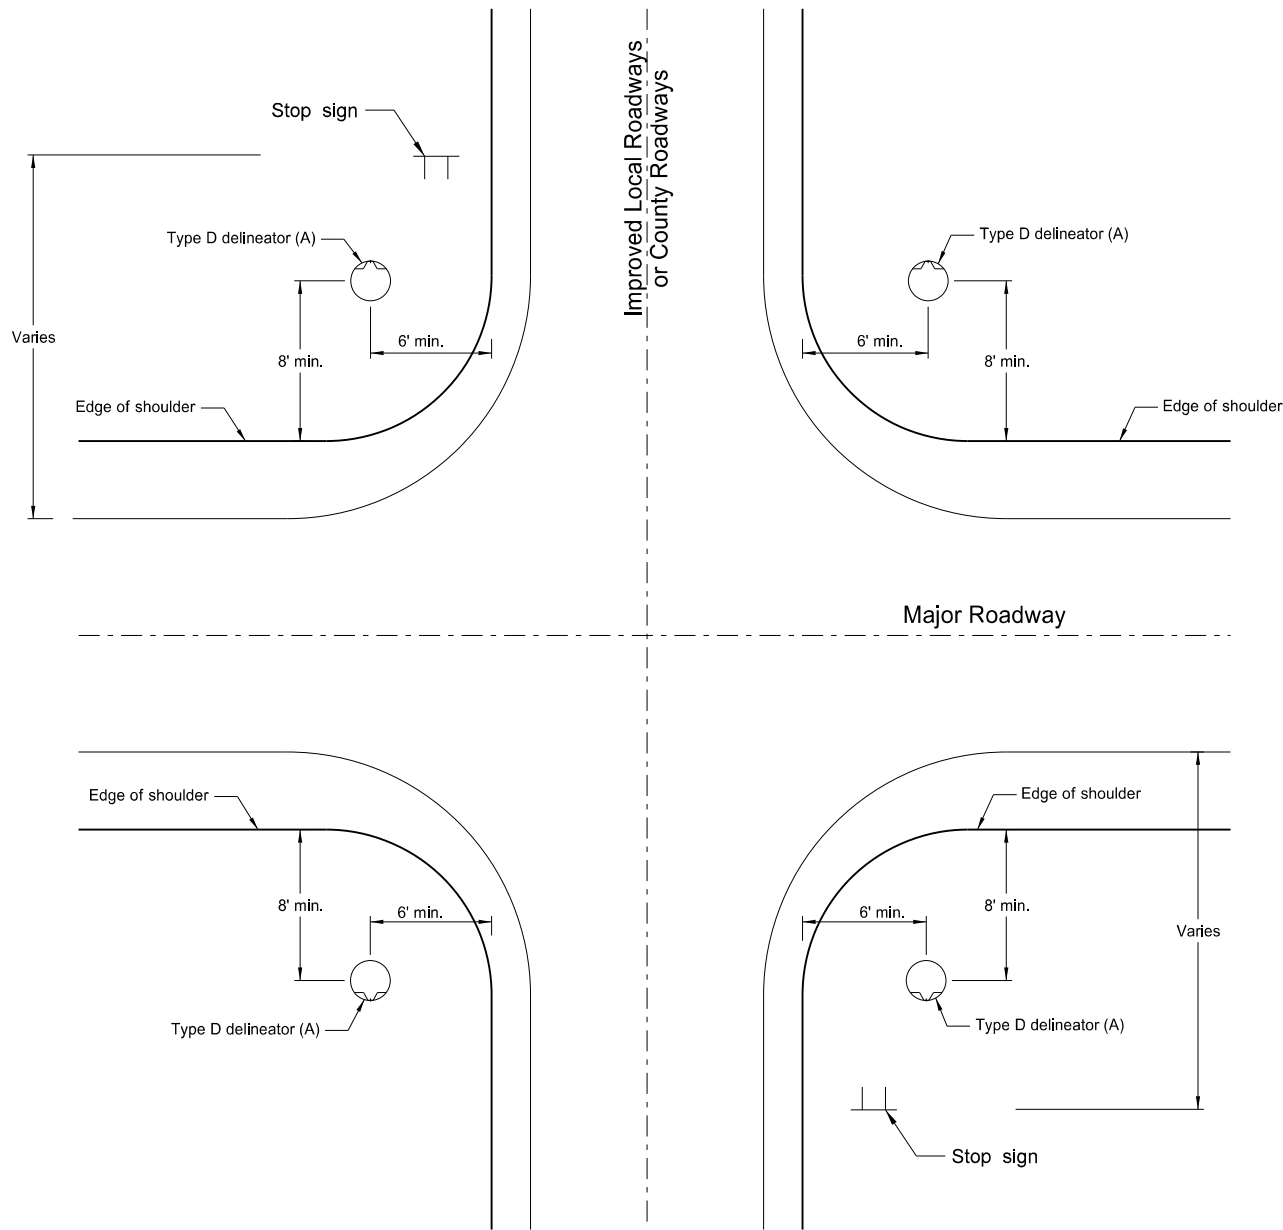 Improved Local Roadways
or County Roadways
Stop  sign
Type D delineator (A)
Type D delineator (A)
Varies
6' min.
6' min.
8' min.
8' min.
Edge of shoulder
Edge of shoulder
Major Roadway
Edge of shoulder
Edge of shoulder
8' min.
6' min.
6' min.
8' min.
Varies
Type D delineator (A)
Type D delineator (A)
Stop  sign